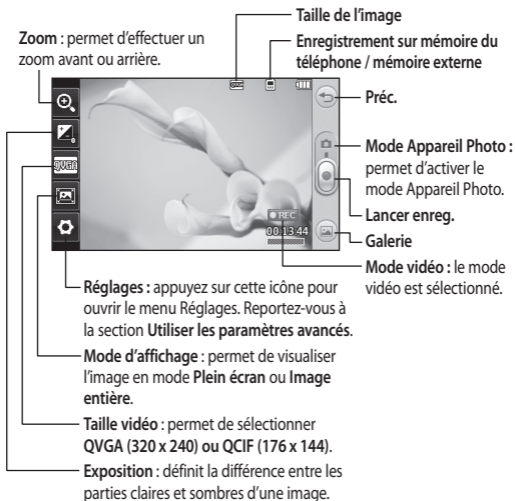 Taille de l'image
Zoom : permet d'effectuer un
zoom avant ou arrière.
Enregistrement sur mémoire du
téléphone / mémoire externe
Préc.
QVGA
REC
00:13:44
Mode Appareil Photo :
permet d'activer le
mode Appareil Photo.
Lancer enreg.
Galerie
Mode vidéo : le mode
vidéo est sélectionné.
Réglages : appuyez sur cette icône pour
ouvrir le menu Réglages. Reportez-vous à
la section Utiliser les paramètres avancés.
Mode d'affichage : permet de visualiser
l'image en mode Plein écran ou Image
entière.
Taille vidéo : permet de sélectionner
QVGA (320 x 240) ou QCIF (176 x 144).
Exposition : définit la différence entre les
parties claires et sombres d'une image.